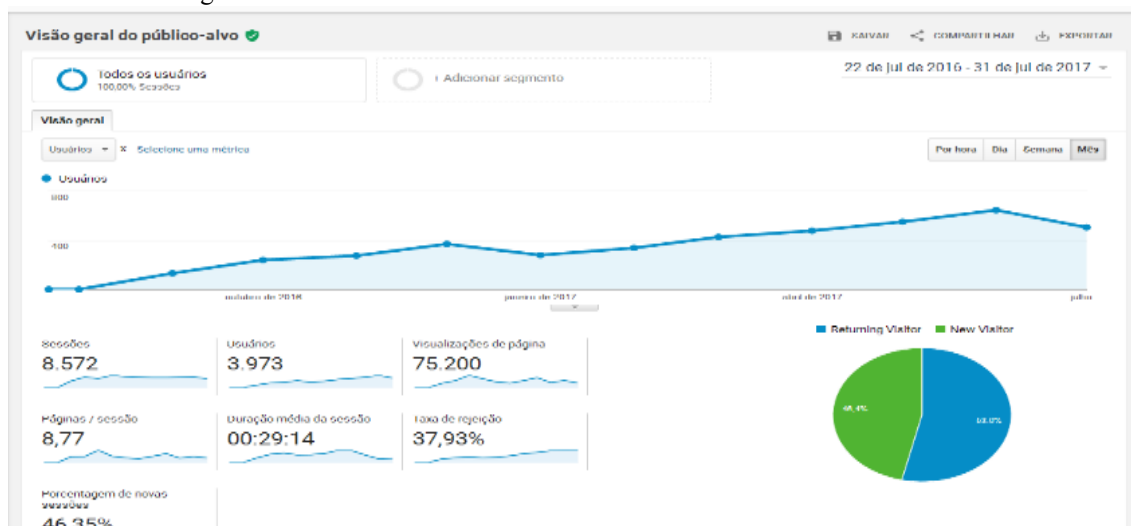 Visão geral do público-alvo
SALVAR COMPARTILHAR EXPORTAR
Todos os usuários
100,00% Sessões
+ Adicionar segmento
22 de jul de 2016 - 31 de jul de 2017
Visão geral
Usuários × Selecione uma métrica
Por hora Dia Semana Mês
Usuários
800
400
outubro de 2016 janeiro de 2017 abril de 2017 julho
Returning Visitor New Visitor
Sessões
8.572
Usuários
3.973
Visualizações de página
75.200
Páginas / sessão
8,77
Duração média da sessão
00:29:14
Taxa de rejeição
37,93%
Porcentagem de novas
sessões
46,35%